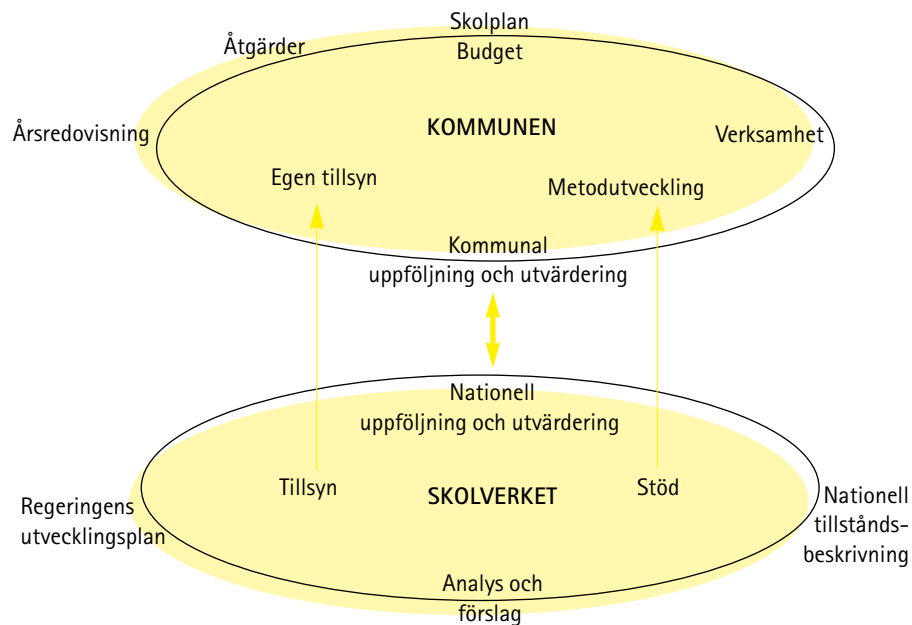 Skolplan
Åtgärder
Budget
Årsredovisning
KOMMUNEN
Verksamhet
Egen tillsyn
Metodutveckling
Kommunal
uppföljning och utvärdering
Nationell
uppföljning och utvärdering
Tillsyn
SKOLVERKET
Stöd
Regeringens
utvecklingsplan
Nationell
tillstånds-
beskrivning
Analys och
förslag